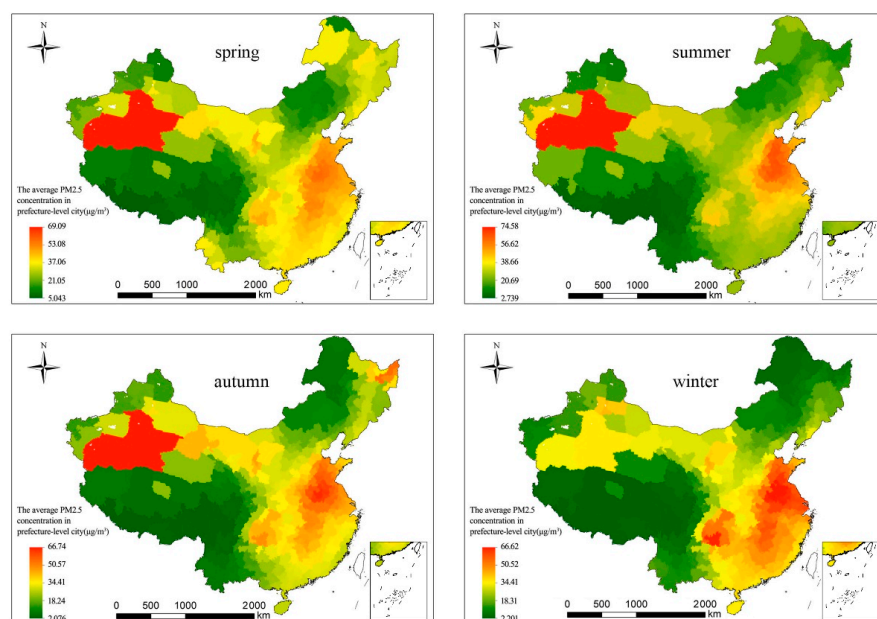 N
spring
The average PM2.5
concentration in
prefecture-level city(μg/m³)
69.09
53.08
37.06
21.05
5.043
0 500 1000 2000
km
N
summer
The average PM2.5
concentration in
prefecture-level city(μg/m³)
74.58
56.62
38.66
20.69
2.739
0 500 1000 2000
km
N
autumn
The average PM2.5
concentration in
prefecture-level city(μg/m³)
66.74
50.57
34.41
18.24
0 500 1000 2000
km
N
winter
The average PM2.5
concentration in
prefecture-level city(μg/m³)
66.62
50.52
34.41
18.31
0 500 1000 2000
km